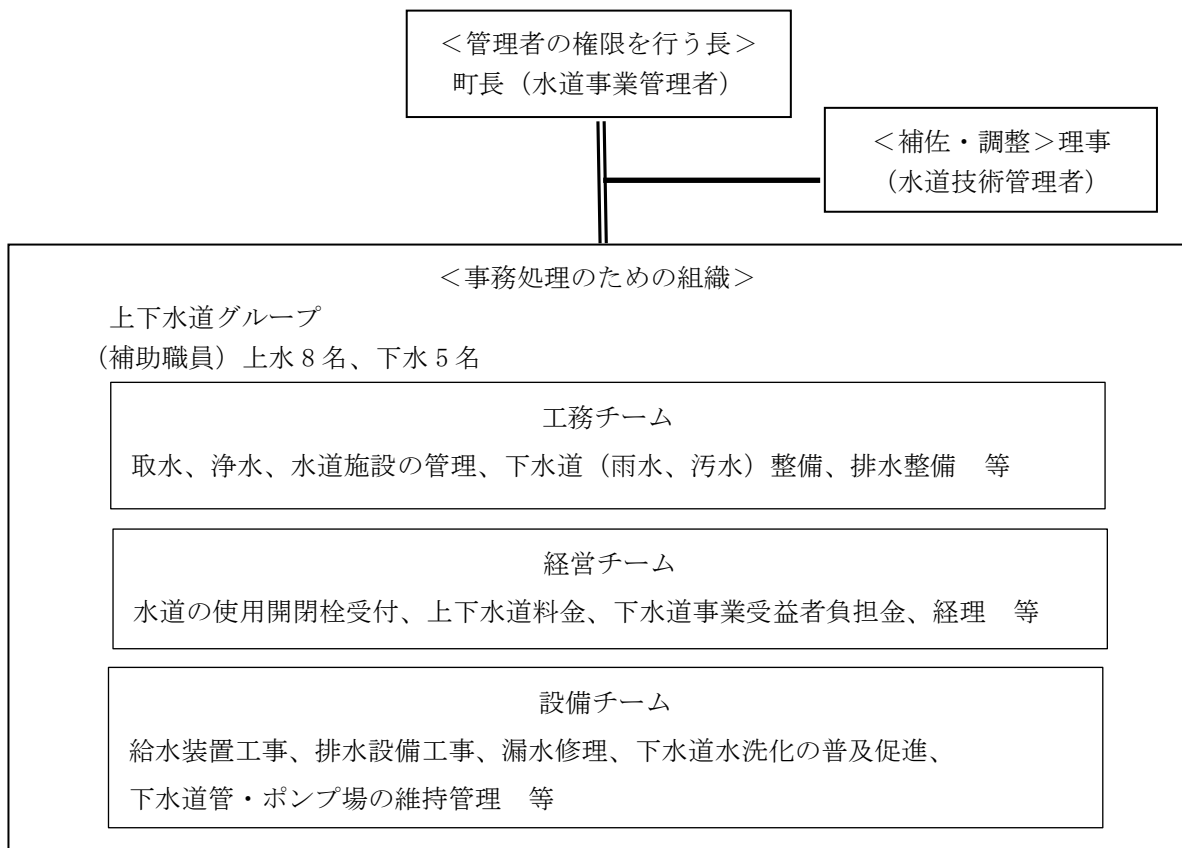 ＜管理者の権限を行う長＞
町長（水道事業管理者）
＜補佐・調整＞理事
（水道技術管理者）
＜事務処理のための組織＞
上下水道グループ
（補助職員）上水８名、下水５名
工務チーム
取水、浄水、水道施設の管理、下水道（雨水、汚水）整備、排水整備　等
経営チーム
水道の使用開閉栓受付、上下水道料金、下水道事業受益者負担金、経理　等
設備チーム
給水装置工事、排水設備工事、漏水修理、下水道水洗化の普及促進、
下水道管・ポンプ場の維持管理　等